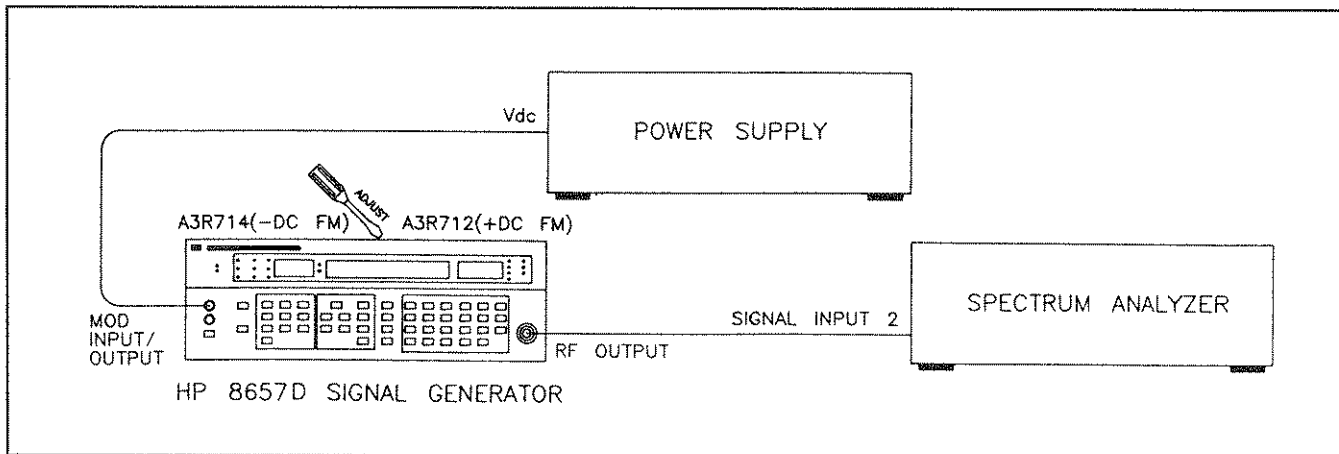 Vdc
POWER SUPPLY
ADJUST
A3R714(−DC FM)
A3R712(+DC FM)
SPECTRUM ANALYZER
SIGNAL INPUT 2
MOD
INPUT/
OUTPUT
RF OUTPUT
HP 8657D SIGNAL GENERATOR